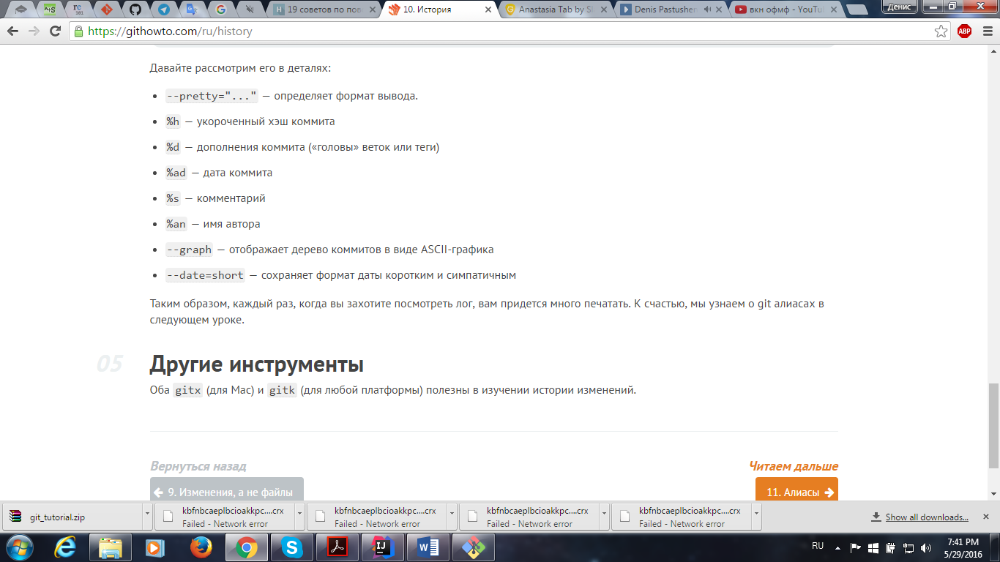 19 советов по пов
10. История
Anastasia Tab by Sl
Denis Pastushen
вкн офмф - YouTu
Денис
https://githowto.com/ru/history
ABP
Давайте рассмотрим его в деталях:
--pretty="..." — определяет формат вывода.
%h — укороченный хэш коммита
%d — дополнения коммита («головы» веток или теги)
%ad — дата коммита
%s — комментарий
%an — имя автора
--graph — отображает дерево коммитов в виде ASCII-графика
--date=short — сохраняет формат даты коротким и симпатичным
Таким образом, каждый раз, когда вы захотите посмотреть лог, вам придется много печатать. К счастью, мы узнаем о git алиасах в
следующем уроке.
05 Другие инструменты
Оба gitx (для Mac) и gitk (для любой платформы) полезны в изучении истории изменений.
Вернуться назад
Читаем дальше
9. Изменения, а не файлы
11. Алиасы
git_tutorial.zip
kbfnbcaeplbcioakkpc....crx
Failed - Network error
kbfnbcaeplbcioakkpc....crx
Failed - Network error
kbfnbcaeplbcioakkpc....crx
Failed - Network error
kbfnbcaeplbcioakkpc....crx
Failed - Network error
Show all downloads...
RU
7:41 PM
5/29/2016